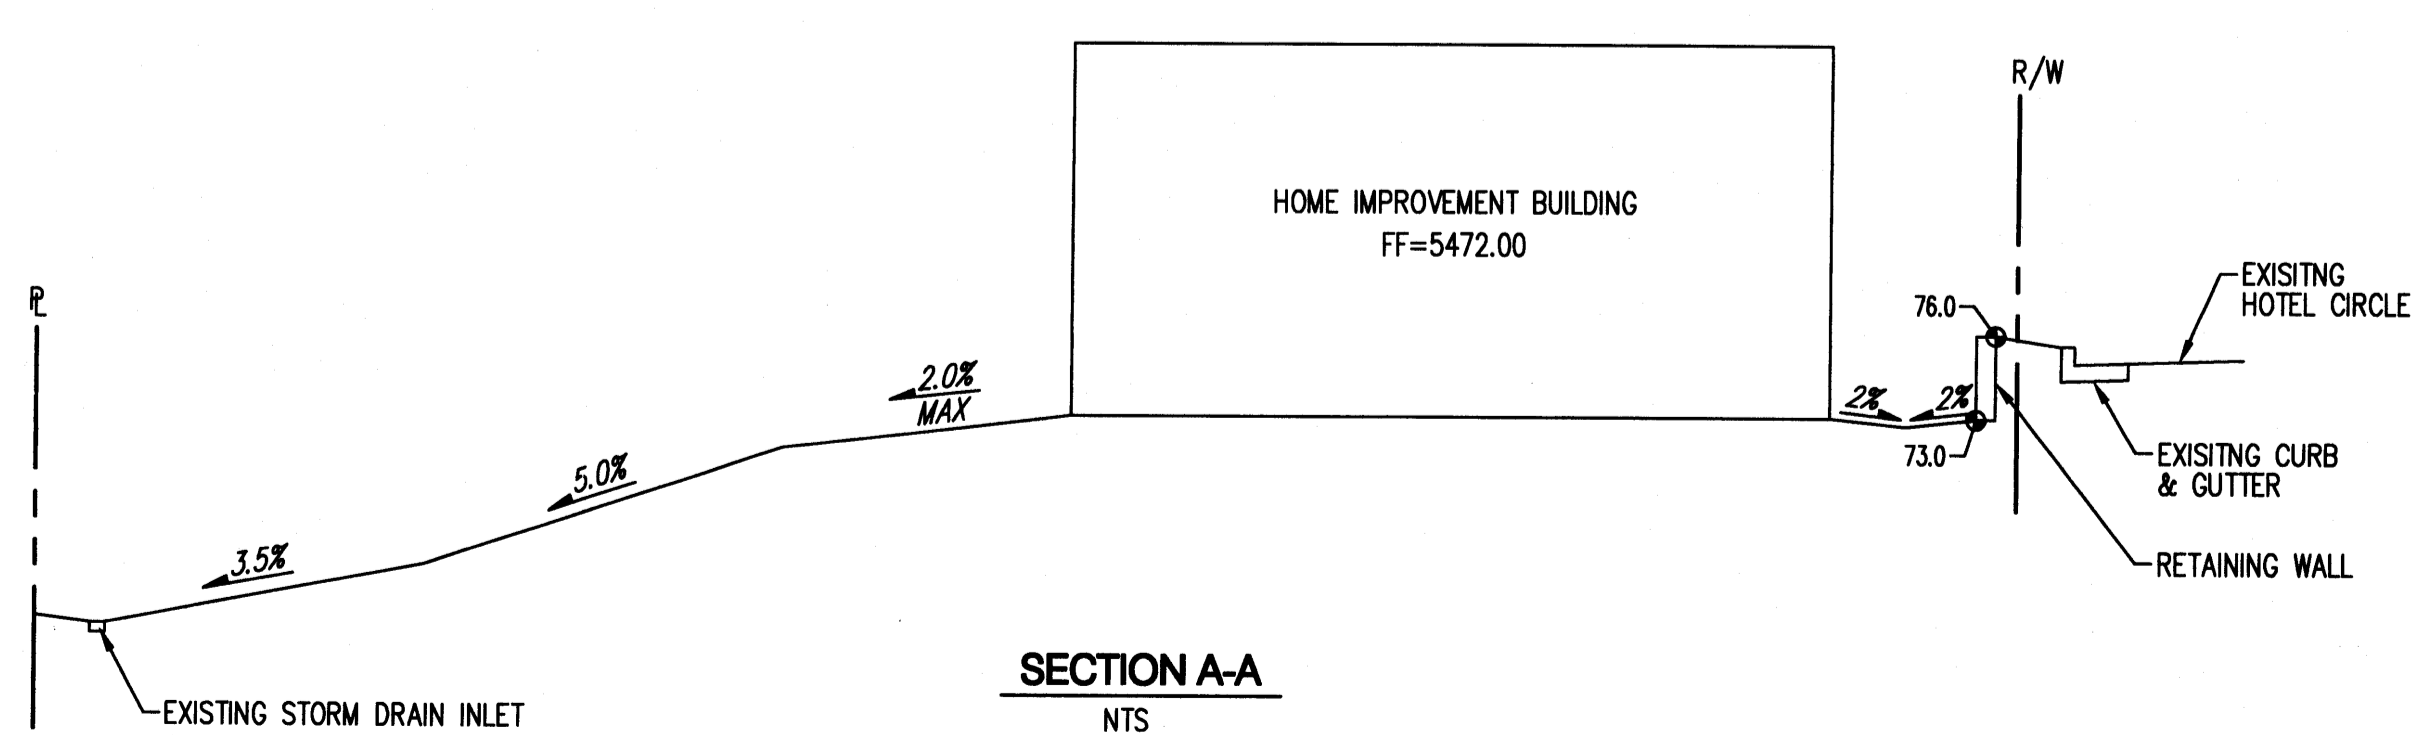 R/W
HOME IMPROVEMENT BUILDING
FF=5472.00
EXISITNG
HOTEL CIRCLE
PL
76.0
2.0%
MAX
2%
2%
73.0
EXISITNG CURB
& GUTTER
5.0%
3.5%
RETAINING WALL
SECTION A-A
NTS
EXISTING STORM DRAIN INLET